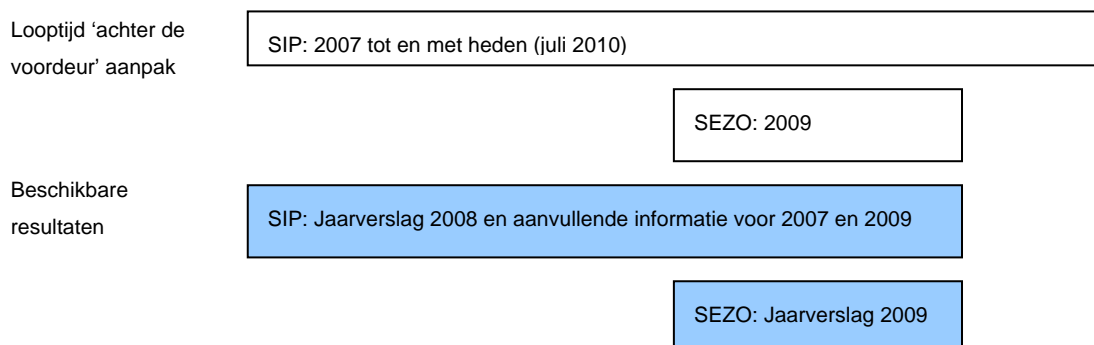 Looptijd ‘achter de
voordeur’ aanpak
SIP: 2007 tot en met heden (juli 2010)
SEZO: 2009
Beschikbare
resultaten
SIP: Jaarverslag 2008 en aanvullende informatie voor 2007 en 2009
SEZO: Jaarverslag 2009